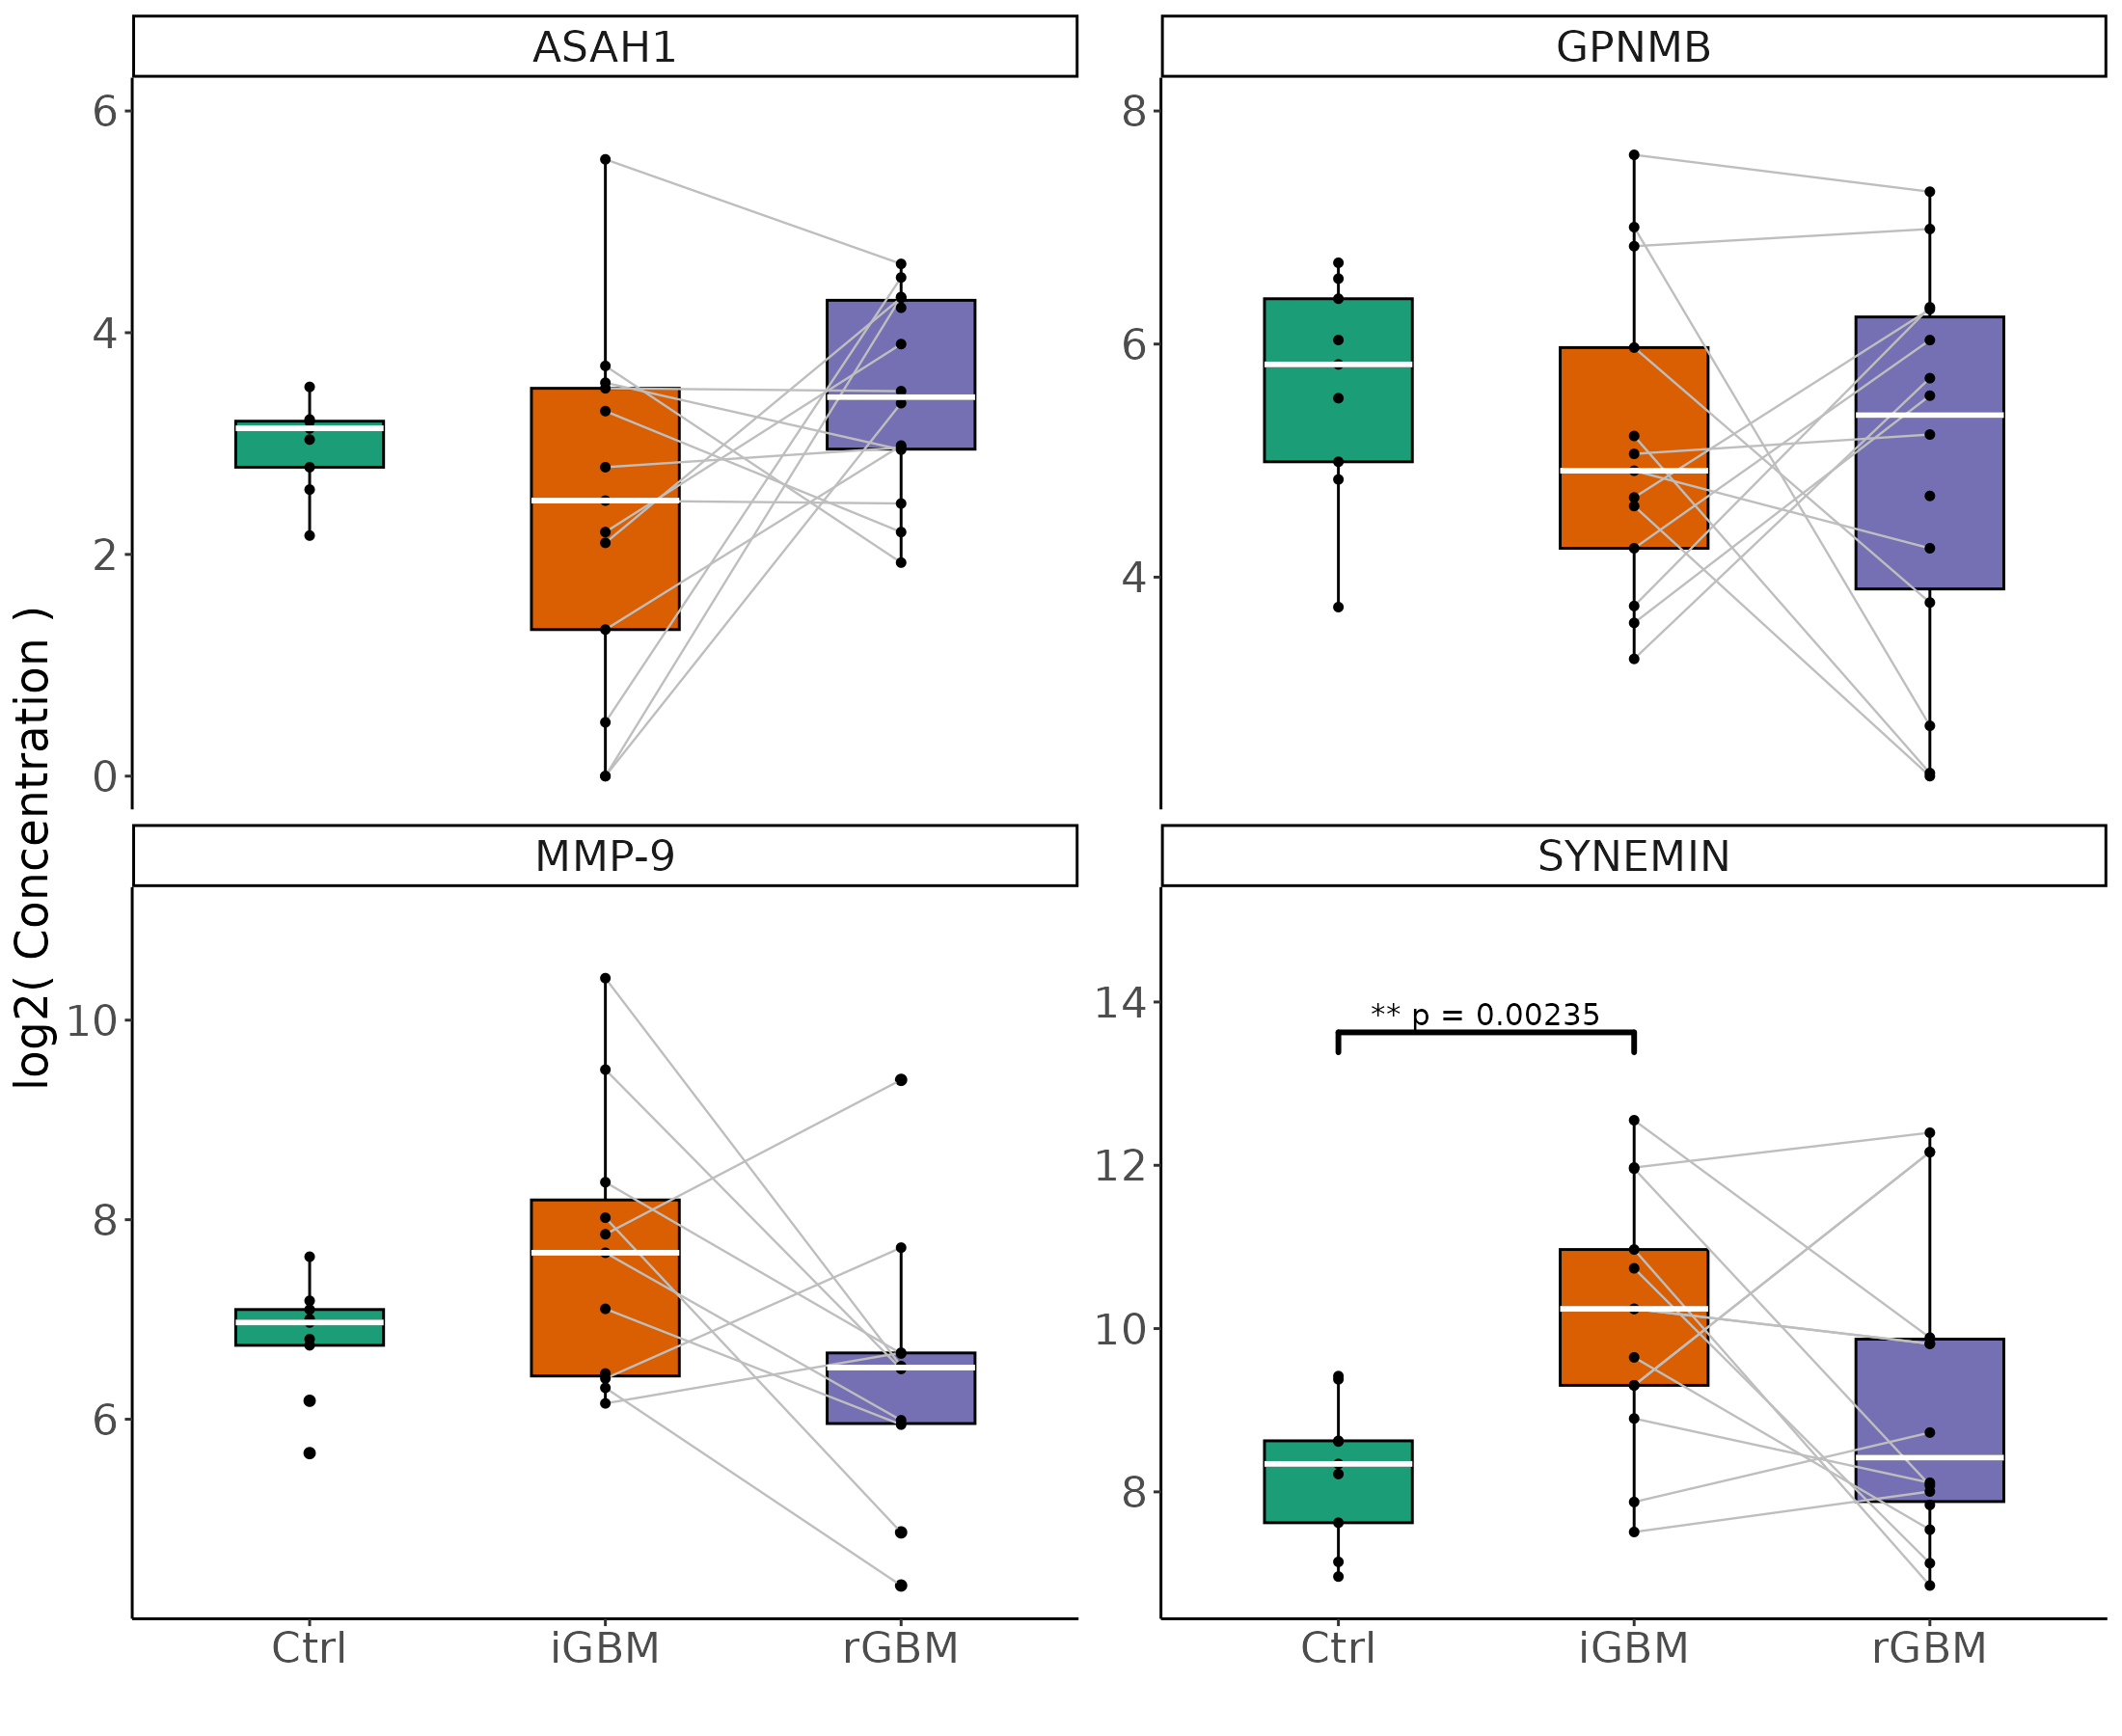 ASAH1
GPNMB
6
4
2
0
8
6
4
log2( Concentration )
MMP-9
SYNEMIN
10
8
6
14
12
10
8
** p = 0.00235
Ctrl
iGBM
rGBM
Ctrl
iGBM
rGBM